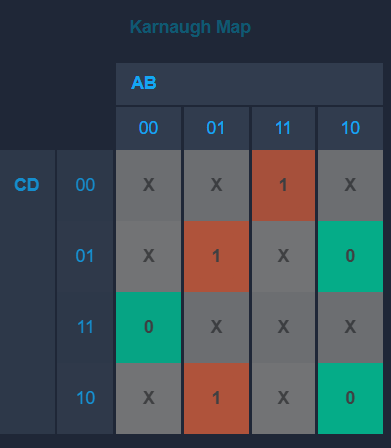 Karnaugh Map
AB
00 01 11 10
CD 00 X X 1 X
01 X 1 X 0
11 0 X X X
10 X 1 X 0